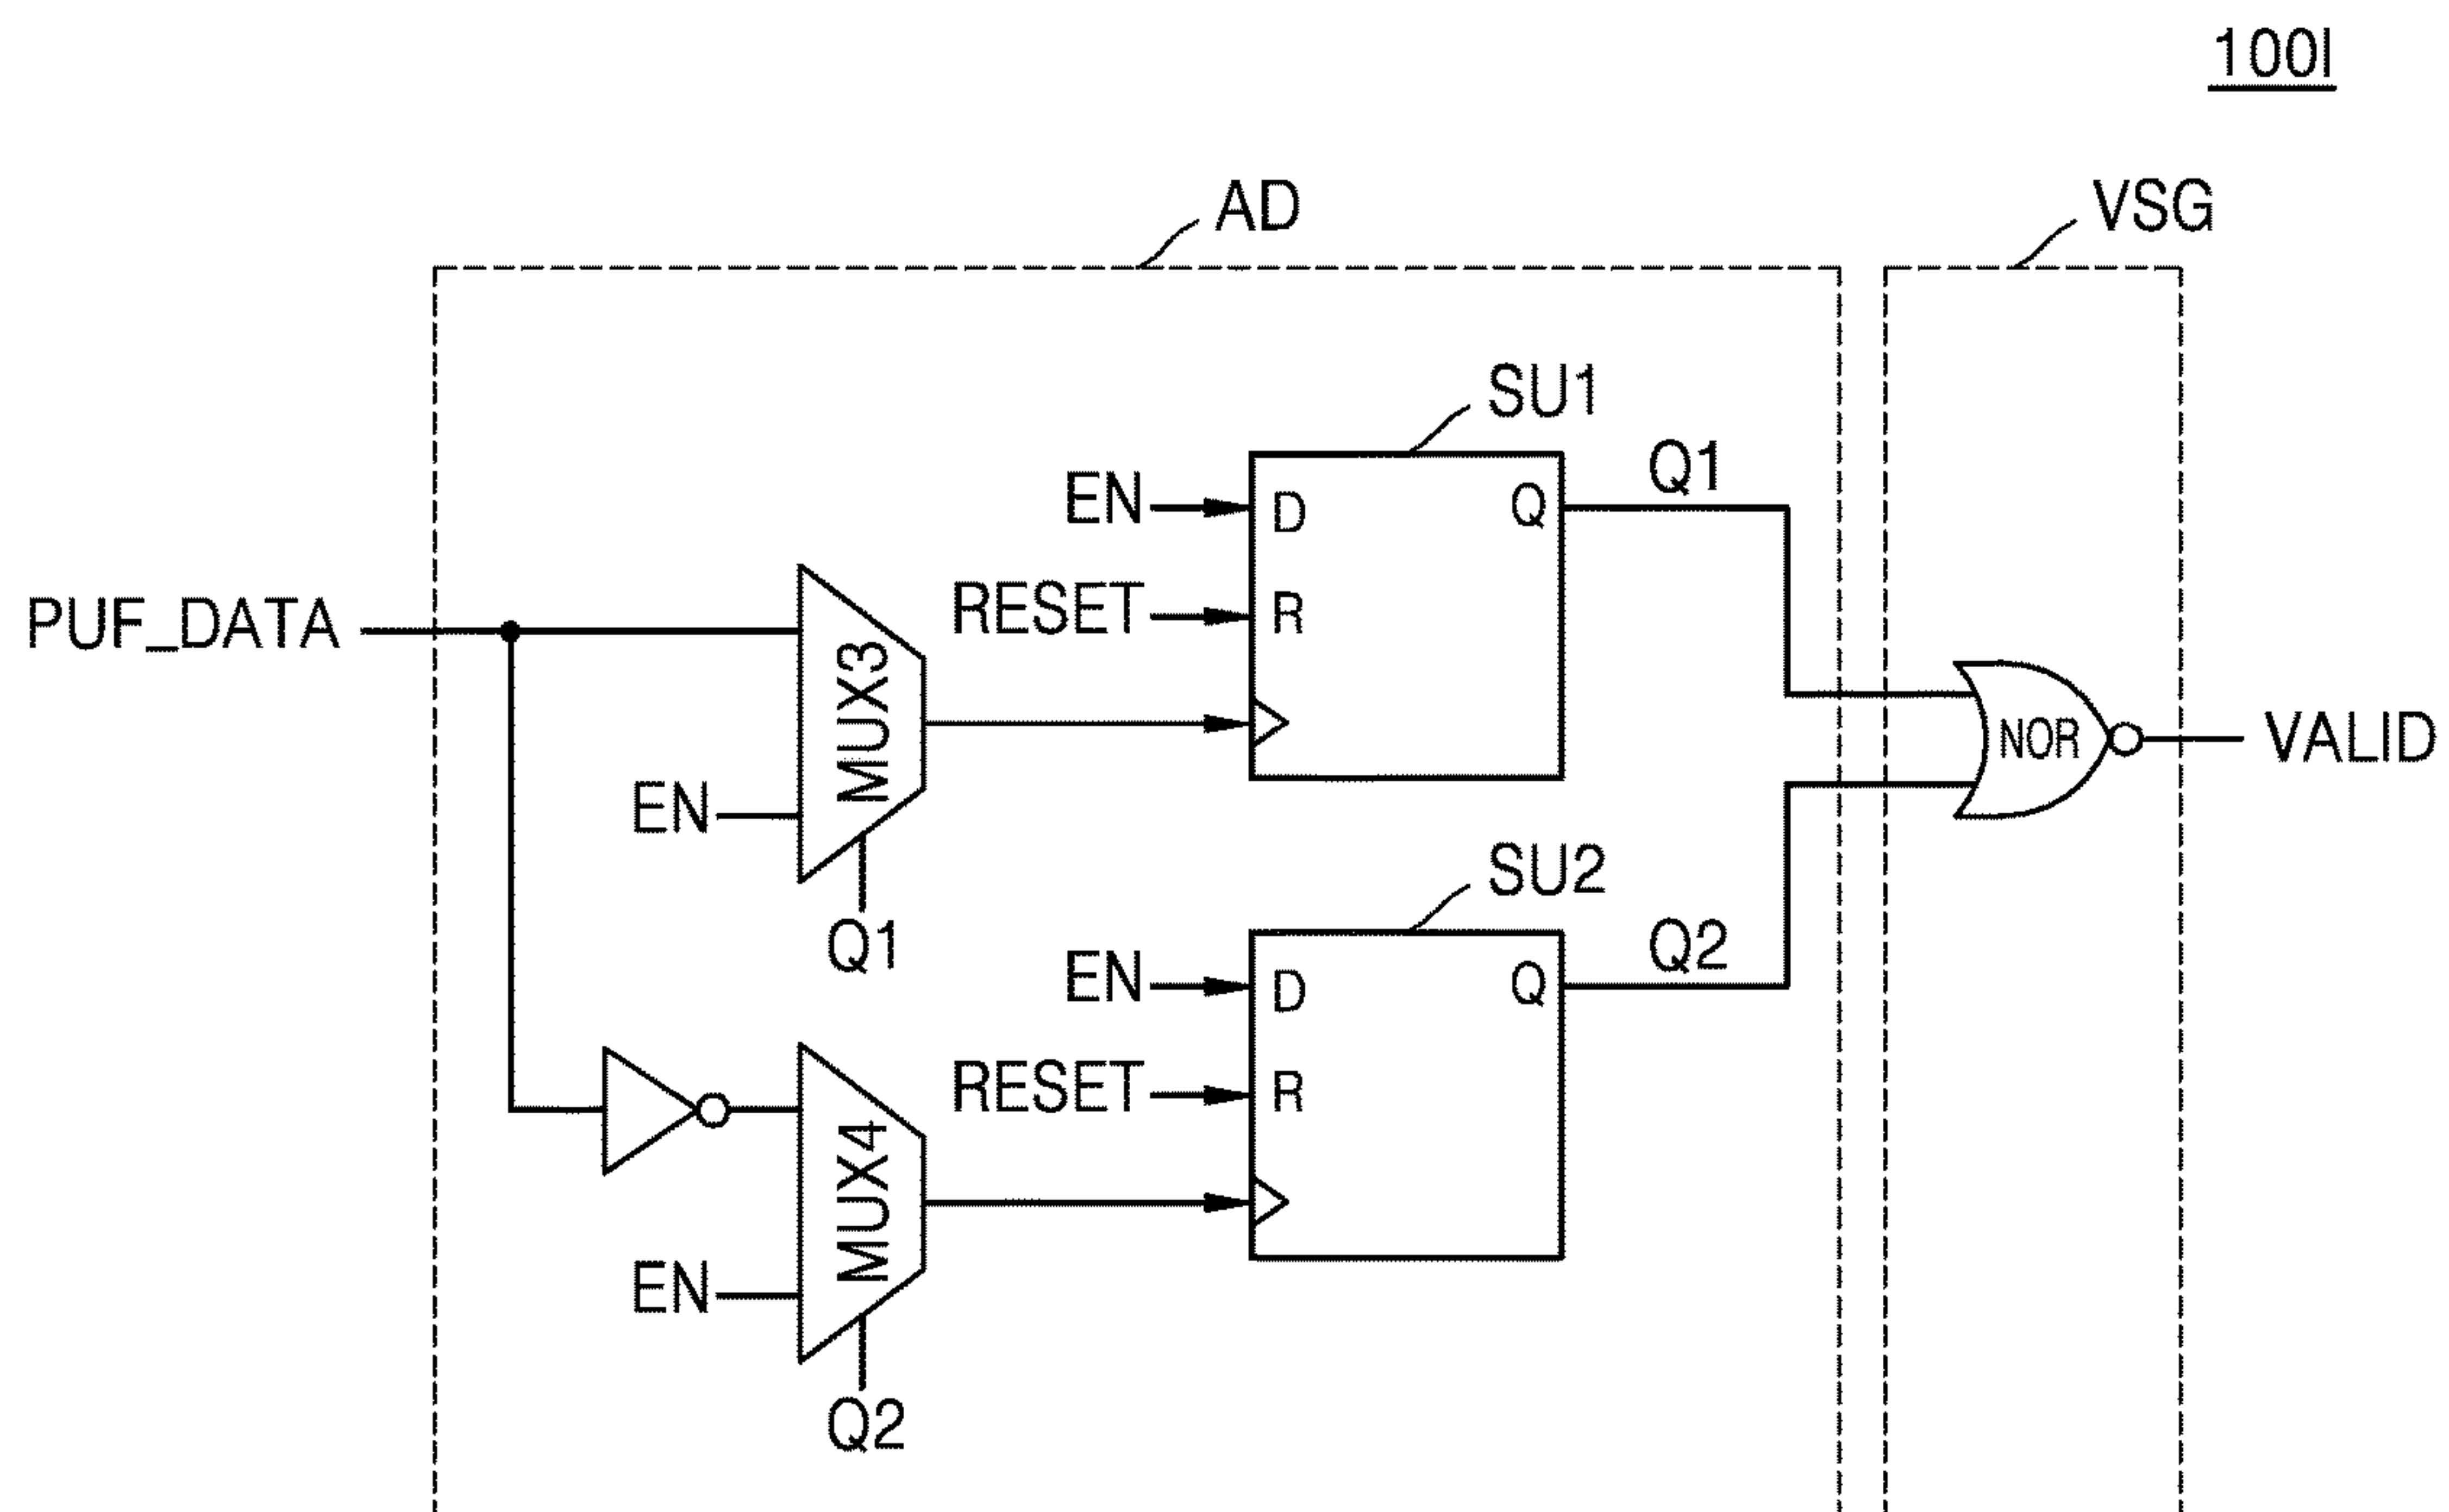 100I
AD
VSG
SU1
EN
D
Q
Q1
RESET
R
PUF_DATA
MUX3
EN
Q1
NOR
VALID
SU2
EN
D
Q
Q2
RESET
R
MUX4
EN
Q2